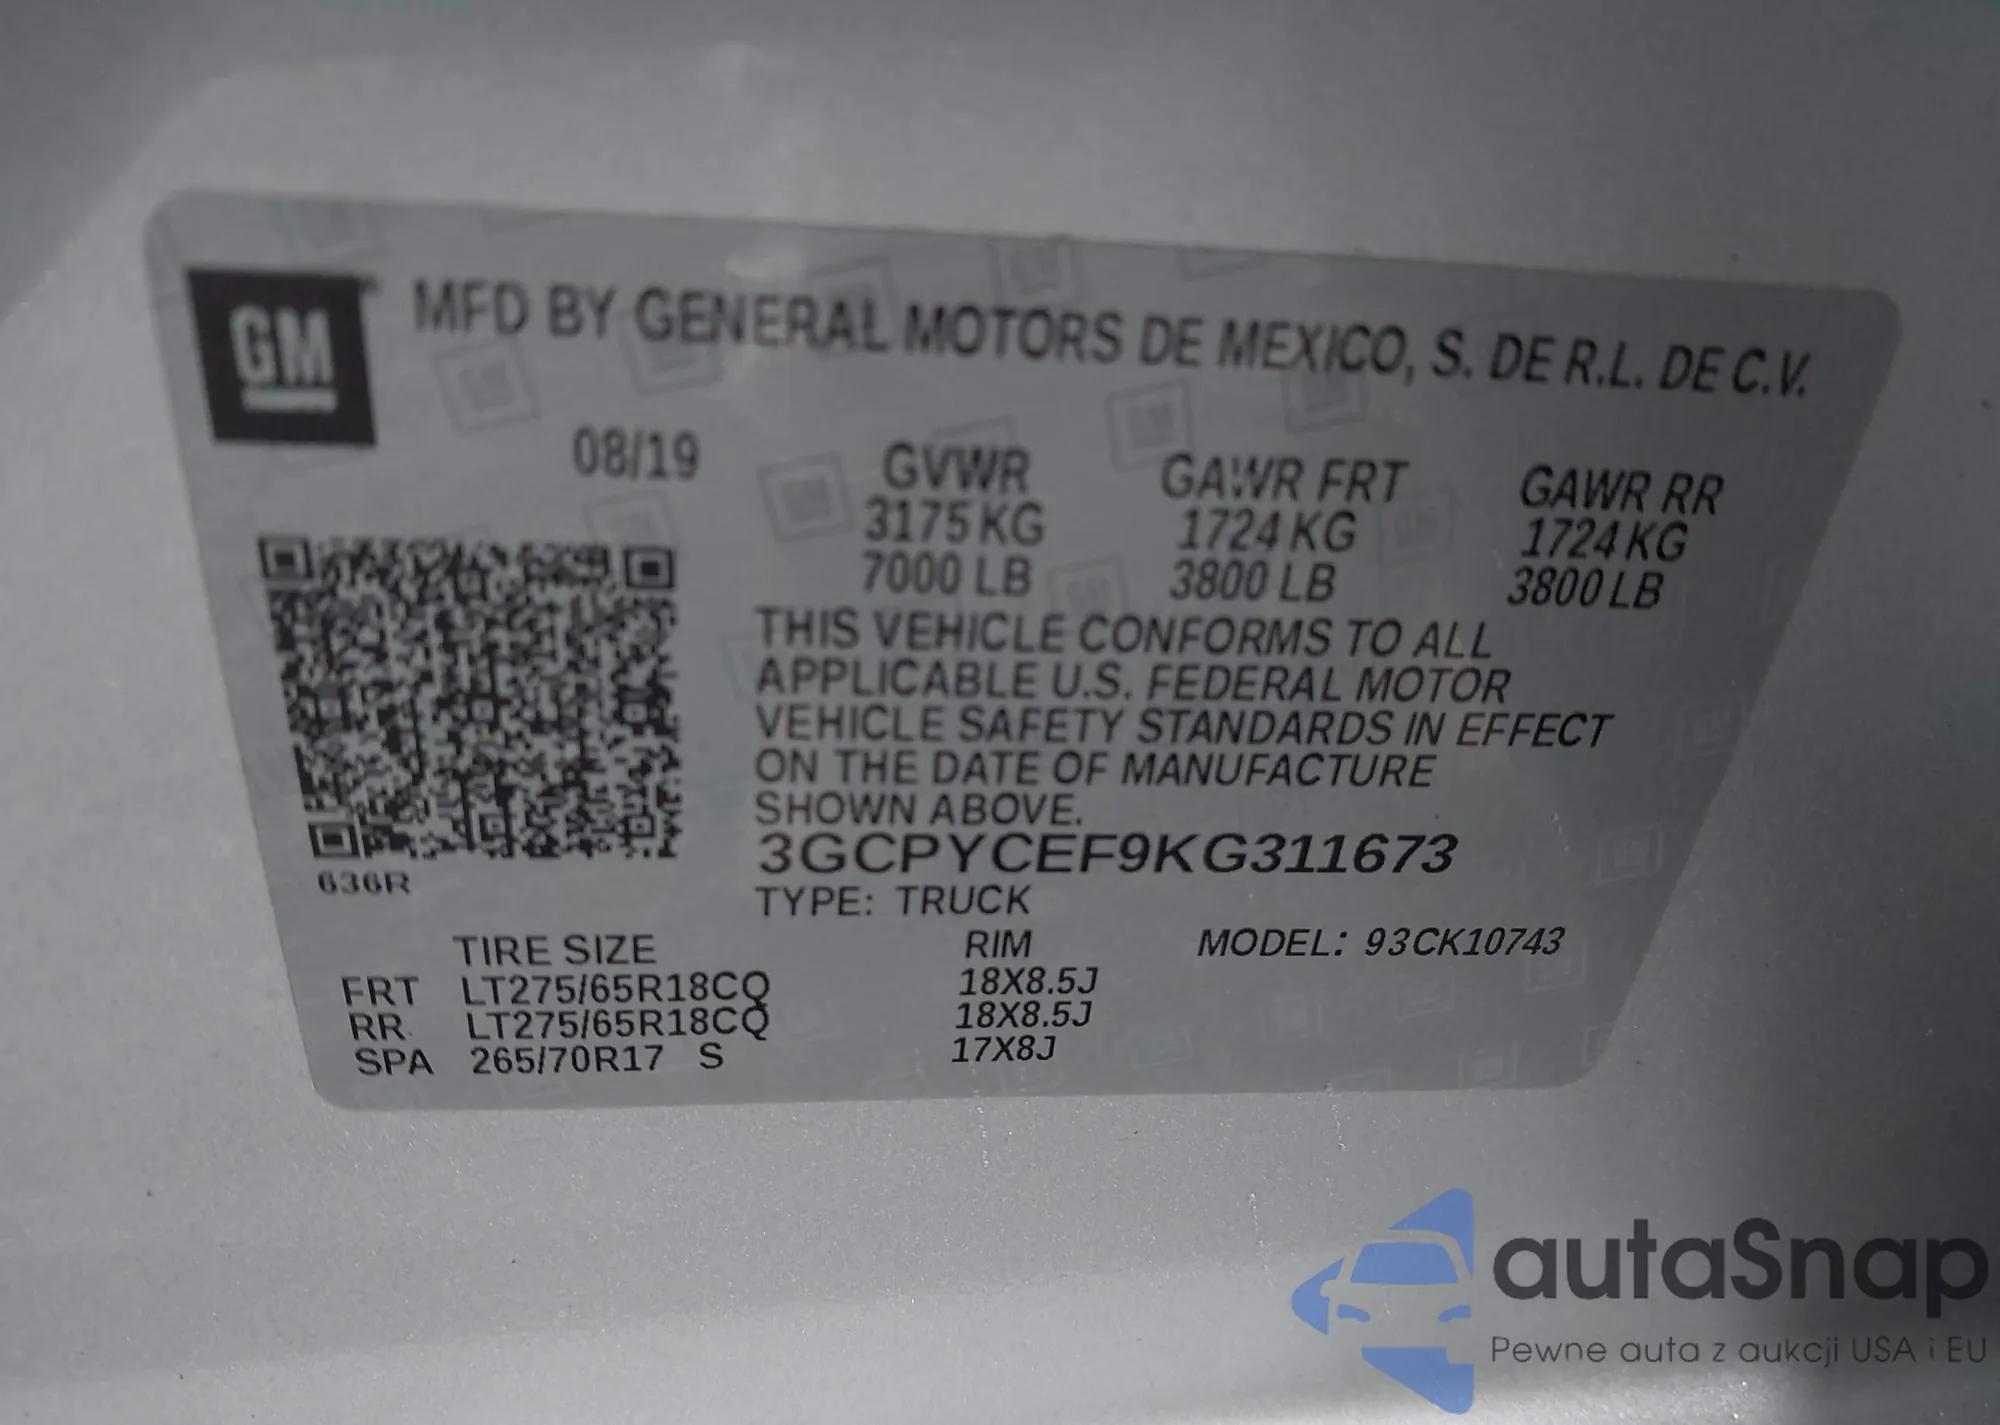 GM MFD BY GENERAL MOTORS DE MEXICO, S. DE R.L. DE C.V.
08/19 GVWR GAWR FRT GAWR RR
3175 KG 1724 KG 1724 KG
7000 LB 3800 LB 3800 LB
THIS VEHICLE CONFORMS TO ALL
APPLICABLE U.S. FEDERAL MOTOR
VEHICLE SAFETY STANDARDS IN EFFECT
ON THE DATE OF MANUFACTURE
SHOWN ABOVE.
3GCPYCEF9KG311673
636R
TYPE: TRUCK
TIRE SIZE RIM MODEL: 93CK10743
FRT LT275/65R18CQ 18X8.5J
RR LT275/65R18CQ 18X8.5J
SPA 265/70R17 S 17X8J
autaSnap
Pewne auta z aukcji USA i EU